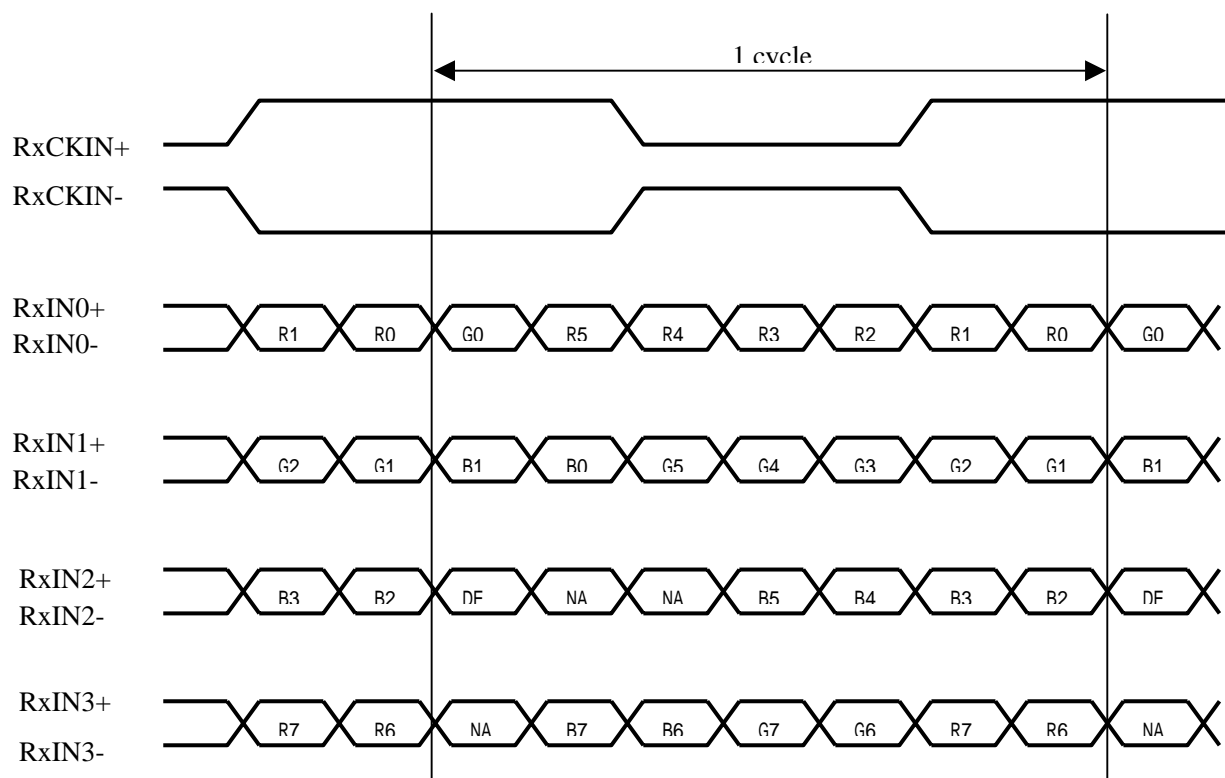 1 cycle
RxCKIN+
RxCKIN-
RxIN0+
R1 R0 G0 R5 R4 R3 R2 R1 R0 G0
RxIN0-
RxIN1+
G2 G1 B1 B0 G5 G4 G3 G2 G1 B1
RxIN1-
RxIN2+
B3 B2 DE NA NA B5 B4 B3 B2 DE
RxIN2-
RxIN3+
R7 R6 NA B7 B6 G7 G6 R7 R6 NA
RxIN3-